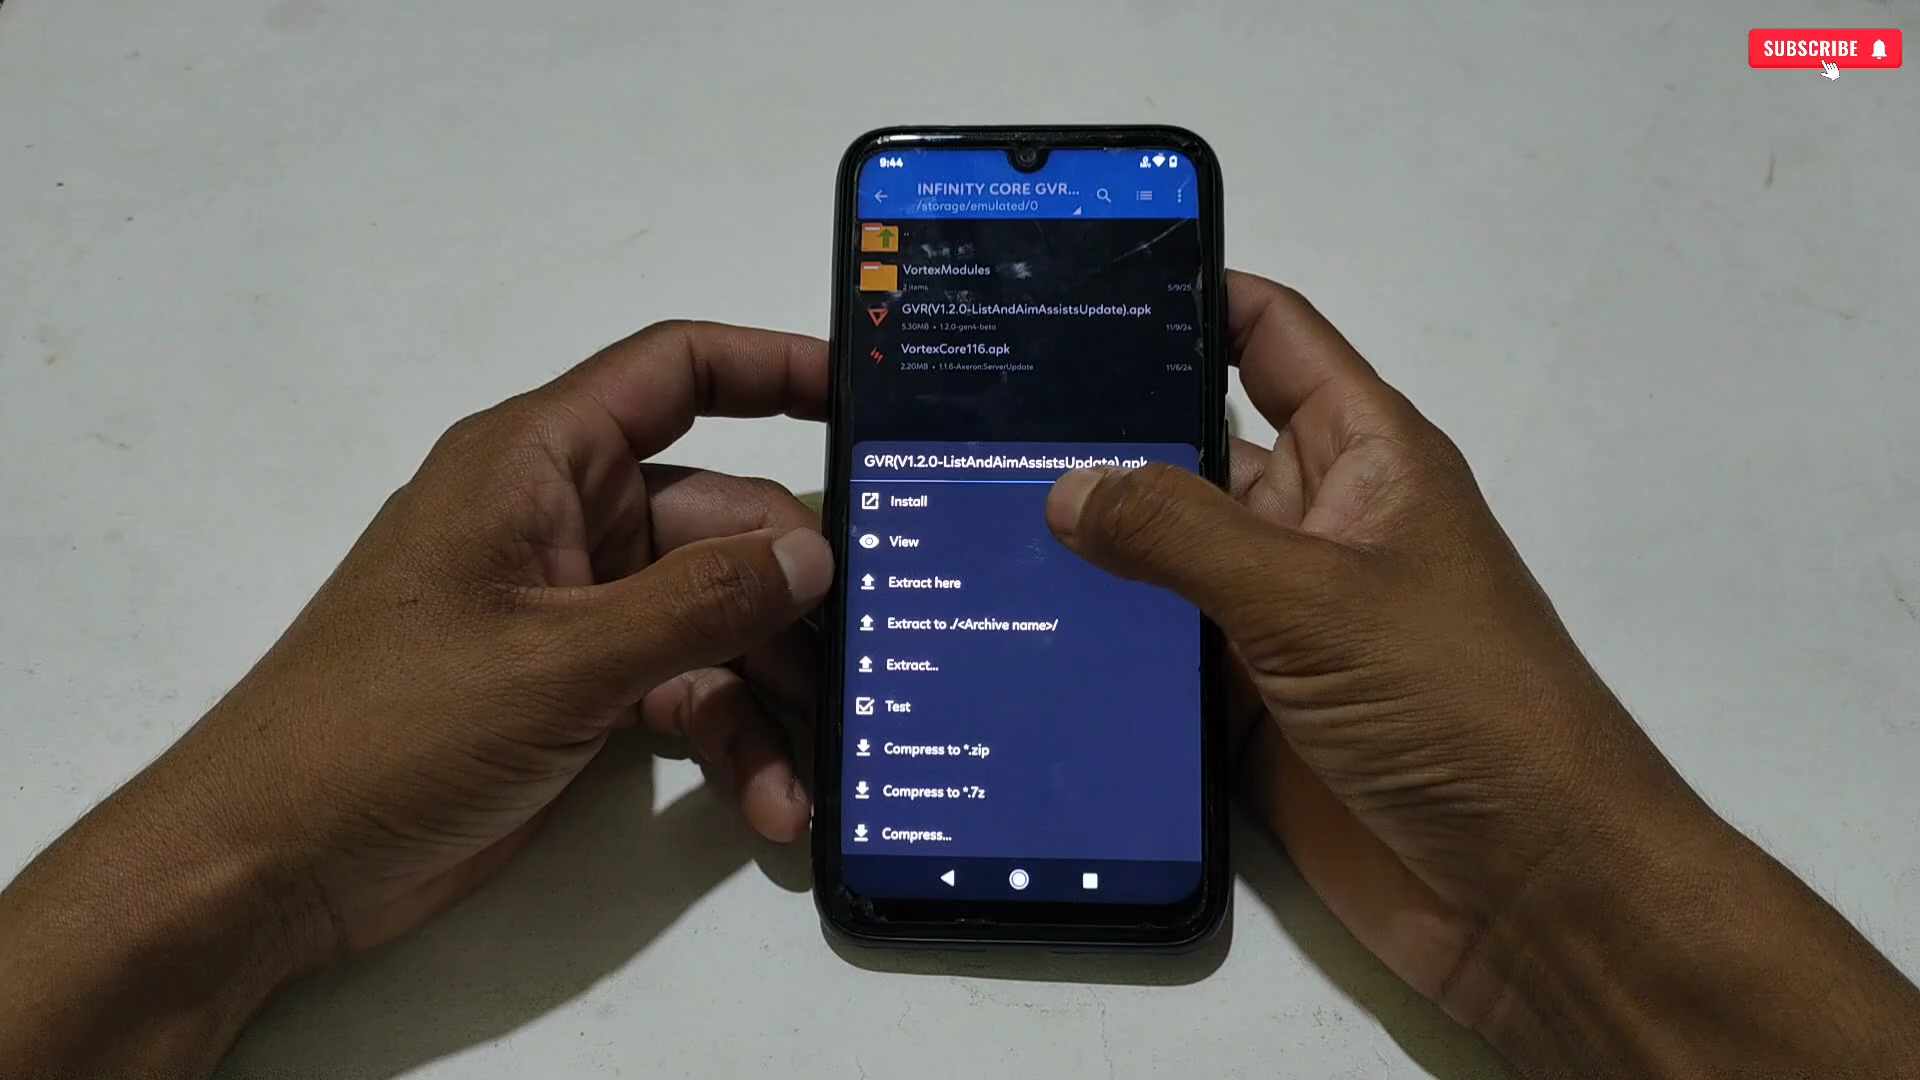 SUBSCRIBE
9:44
INFINITY CORE GVR...
/storage/emulated/0
..
VortexModules
2 items
5/9/25
GVR(V1.2.0-ListAndAimAssistsUpdate).apk
5.30MB • 1.2.0-gen4-beta
11/9/24
VortexCore116.apk
2.20MB • 1.1.6-Axeron:ServerUpdate
11/6/24
GVR(V1.2.0-ListAndAimAssistsUpdate).apk
Install
View
Extract here
Extract to ./<Archive name>/
Extract...
Test
Compress to *.zip
Compress to *.7z
Compress...